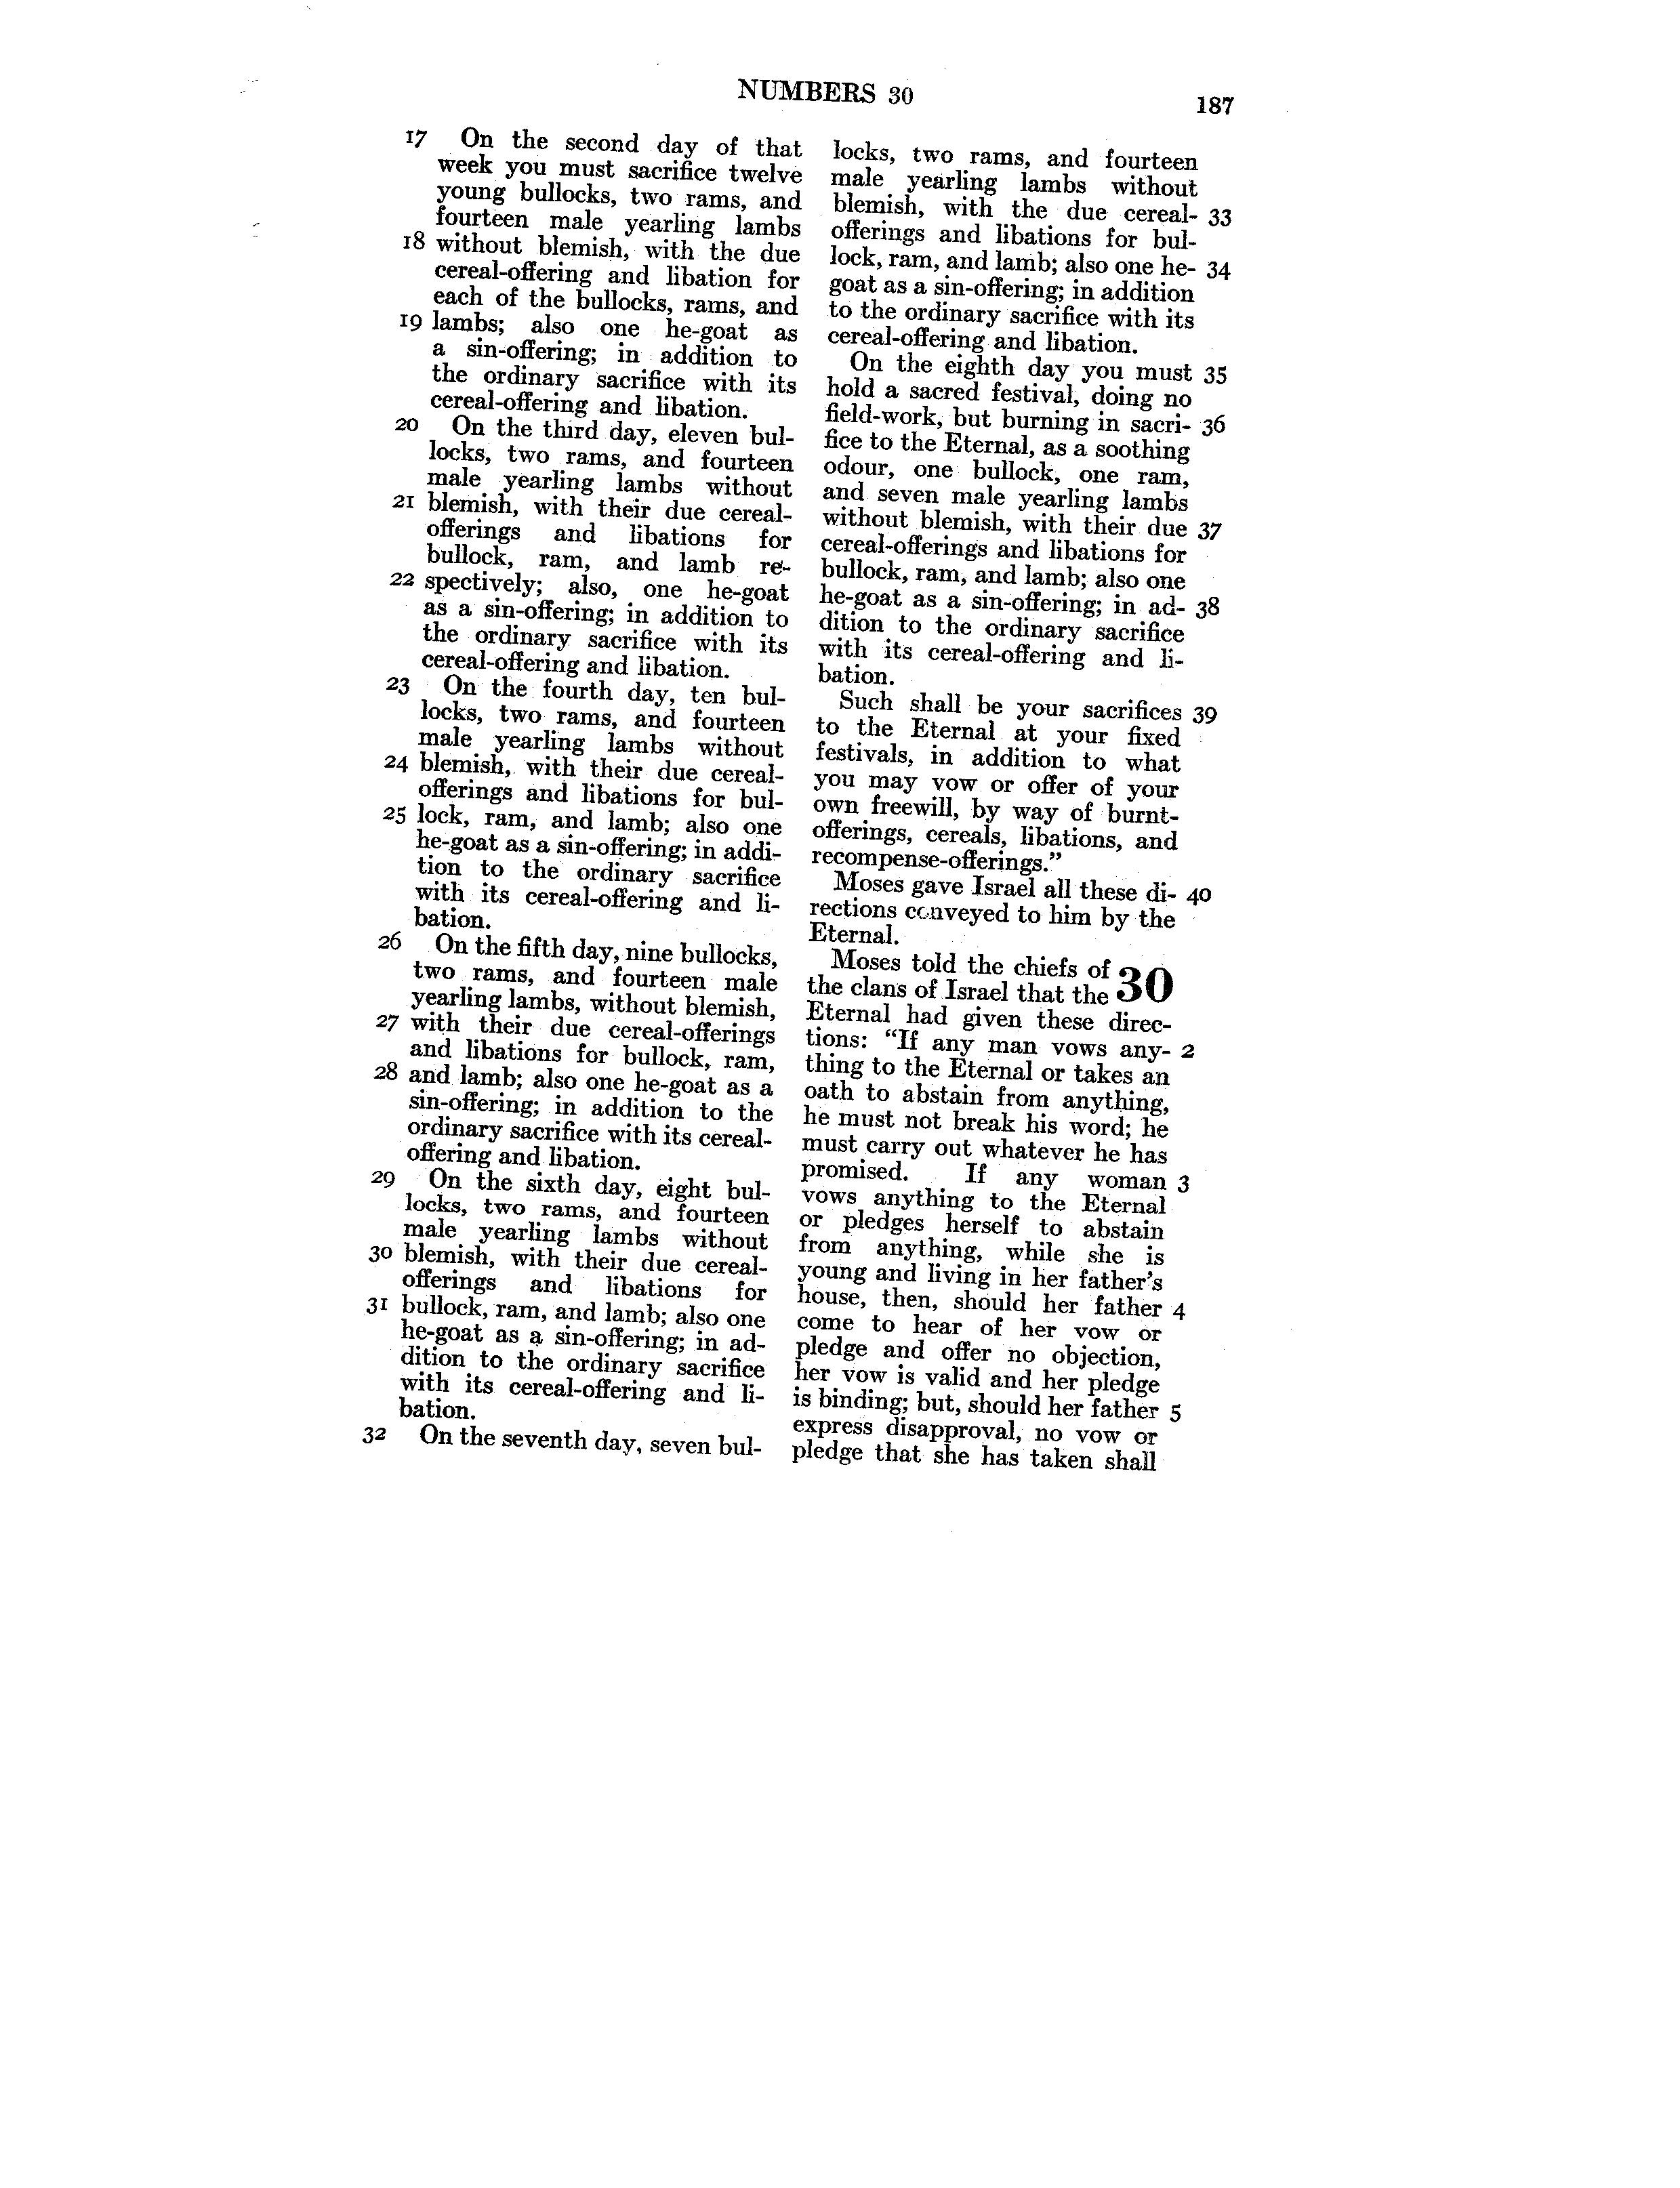 NUMBERS 30
187
17 On the second day of that
week you must sacrifice twelve
young bullocks, two rams, and
fourteen male yearling lambs
18 without blemish, with the due
cereal-offering and libation for
each of the bullocks, rams, and
19 lambs; also one he-goat as
a sin-offering; in addition to
the ordinary sacrifice with its
cereal-offering and libation.
20 On the third day, eleven bul-
locks, two rams, and fourteen
male yearling lambs without
21 blemish, with their due cereal-
offerings and libations for
bullock, ram, and lamb re-
22 spectively; also, one he-goat
as a sin-offering; in addition to
the ordinary sacrifice with its
cereal-offering and libation.
23 On the fourth day, ten bul-
locks, two rams, and fourteen
male yearling lambs without
24 blemish, with their due cereal-
offerings and libations for bul-
25 lock, ram, and lamb; also one
he-goat as a sin-offering; in addi-
tion to the ordinary sacrifice
with its cereal-offering and li-
bation.
26 On the fifth day, nine bullocks,
two rams, and fourteen male
yearling lambs, without blemish,
27 with their due cereal-offerings
and libations for bullock, ram,
28 and lamb; also one he-goat as a
sin-offering; in addition to the
ordinary sacrifice with its cereal-
offering and libation.
29 On the sixth day, eight bul-
locks, two rams, and fourteen
male yearling lambs without
30 blemish, with their due cereal-
offerings and libations for
31 bullock, ram, and lamb; also one
he-goat as a sin-offering; in ad-
dition to the ordinary sacrifice
with its cereal-offering and li-
bation.
32 On the seventh day, seven bul-
locks, two rams, and fourteen
male yearling lambs without
blemish, with the due cereal- 33
offerings and libations for bul-
lock, ram, and lamb; also one he- 34
goat as a sin-offering; in addition
to the ordinary sacrifice with its
cereal-offering and libation.
On the eighth day you must 35
hold a sacred festival, doing no
field-work, but burning in sacri- 36
fice to the Eternal, as a soothing
odour, one bullock, one ram,
and seven male yearling lambs
without blemish, with their due 37
cereal-offerings and libations for
bullock, ram, and lamb; also one
he-goat as a sin-offering; in ad- 38
dition to the ordinary sacrifice
with its cereal-offering and li-
bation.
Such shall be your sacrifices 39
to the Eternal at your fixed
festivals, in addition to what
you may vow or offer of your
own freewill, by way of burnt-
offerings, cereals, libations, and
recompense-offerings.”
Moses gave Israel all these di- 40
rections conveyed to him by the
Eternal.
Moses told the chiefs of 30
the clans of Israel that the
Eternal had given these direc-
tions: “If any man vows any- 2
thing to the Eternal or takes an
oath to abstain from anything,
he must not break his word; he
must carry out whatever he has
promised. If any woman 3
vows anything to the Eternal
or pledges herself to abstain
from anything, while she is
young and living in her father's
house, then, should her father 4
come to hear of her vow or
pledge and offer no objection,
her vow is valid and her pledge
is binding; but, should her father 5
express disapproval, no vow or
pledge that she has taken shall